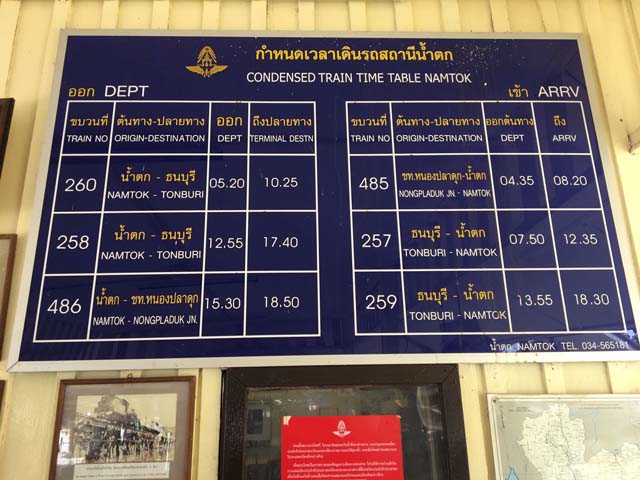 กำหนดเวลาเดินรถสถานีน้ำตก
CONDENSED TRAIN TIME TABLE NAMTOK
ออก DEPT
ขบวนที่ ต้นทาง-ปลายทาง ออก ถึงปลายทาง
TRAIN NO ORIGIN-DESTINATION DEPT TERMINAL DESTN
260 น้ำตก - ธนบุรี 05.20 10.25
NAMTOK - TONBURI
258 น้ำตก - ธนบุรี 12.55 17.40
NAMTOK - TONBURI
486 น้ำตก - ชท.หนองปลาดุก 15.30 18.50
NAMTOK - NONGPLADUK JN.
เข้า ARRV
ขบวนที่ ต้นทาง-ปลายทาง ออกต้นทาง ถึง
TRAIN NO ORIGIN-DESTINATION DEPT ARRV
485 ชท.หนองปลาดุก-น้ำตก 04.35 08.20
NONGPLADUK JN. - NAMTOK
257 ธนบุรี - น้ำตก 07.50 12.35
TONBURI - NAMTOK
259 ธนบุรี - น้ำตก 13.55 18.30
TONBURI - NAMTOK
น้ำตก NAMTOK TEL. 034-565181